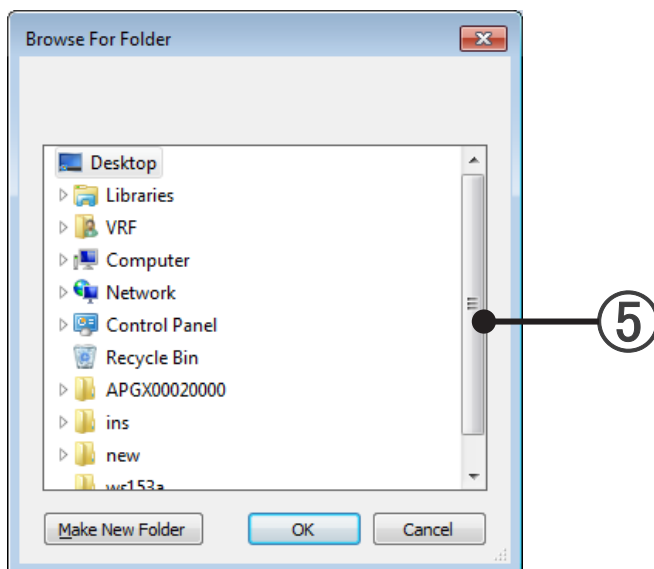 Browse For Folder
Desktop
Libraries
VRF
Computer
Network
⑤
Control Panel
Recycle Bin
APGX00020000
ins
new
wr153a
Make New Folder
OK
Cancel